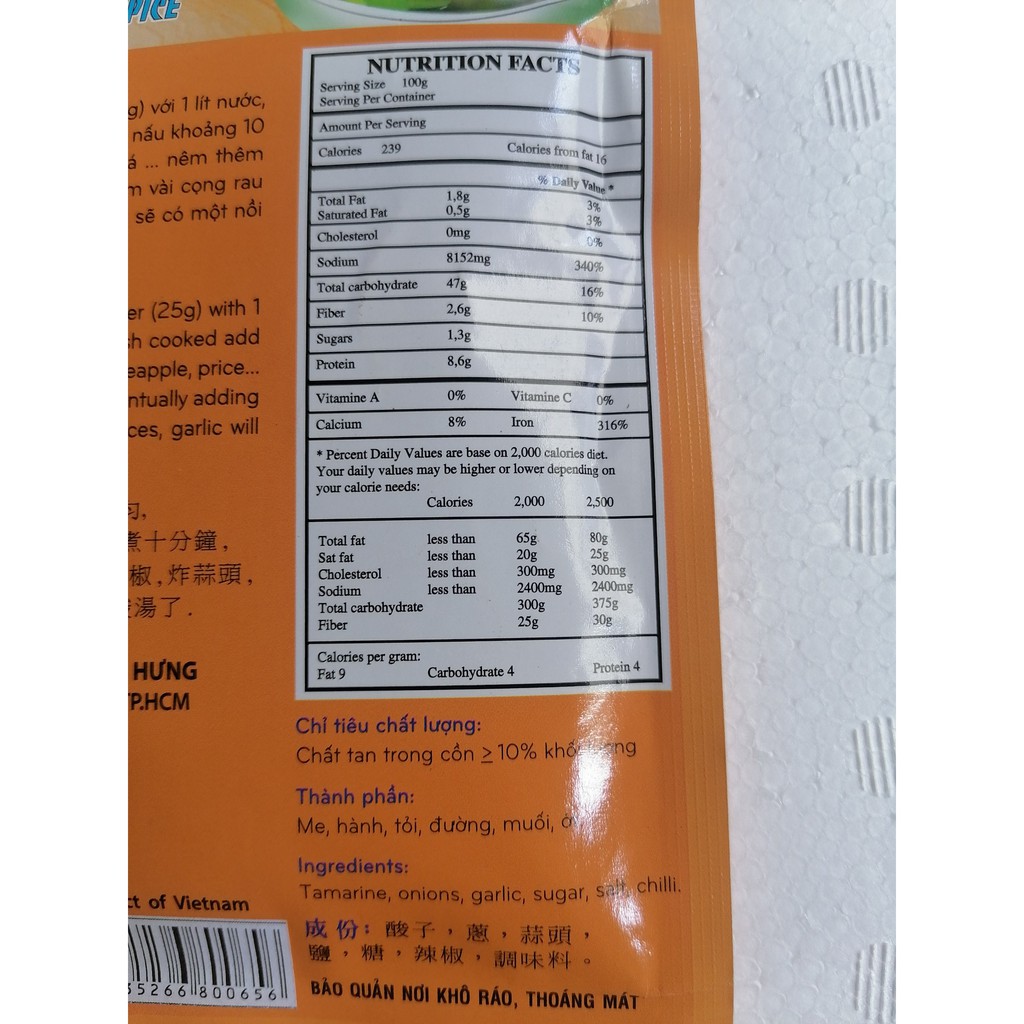 PICE
g) với 1 lít nước,
nấu khoảng 10
á ... nêm thêm
m vài cọng rau
sẽ có một nồi
er (25g) with 1
sh cooked add
eapple, price...
ntually adding
ces, garlic will
匀,
煮十分鐘,
椒,炸蒜頭,
湯了.
HƯNG
TP.HCM
ct of Vietnam
35266 800656
NUTRITION FACTS
Serving Size 100g
Serving Per Container
Amount Per Serving
Calories 239 Calories from fat 16
% Daily Value *
Total Fat 1,8g 3%
Saturated Fat 0,5g 3%
Cholesterol 0mg 0%
Sodium 8152mg 340%
Total carbohydrate 47g 16%
Fiber 2,6g 10%
Sugars 1,3g
Protein 8,6g
Vitamine A 0% Vitamine C 0%
Calcium 8% Iron 316%
* Percent Daily Values are base on 2,000 calories diet.
Your daily values may be higher or lower depending on
your calorie needs:
Calories 2,000 2,500
Total fat less than 65g 80g
Sat fat less than 20g 25g
Cholesterol less than 300mg 300mg
Sodium less than 2400mg 2400mg
Total carbohydrate 300g 375g
Fiber 25g 30g
Calories per gram:
Fat 9 Carbohydrate 4 Protein 4
Chỉ tiêu chất lượng:
Chất tan trong cồn ≥ 10%
Thành phần:
Me, hành, tỏi, đường, muối,
Ingredients:
Tamarine, onions, garlic, sugar, salt, chilli.
成份: 酸子,蔥,蒜頭,
鹽,糖,辣椒,調味料。
BẢO QUẢN NƠI KHÔ RÁO, THOÁNG MÁT